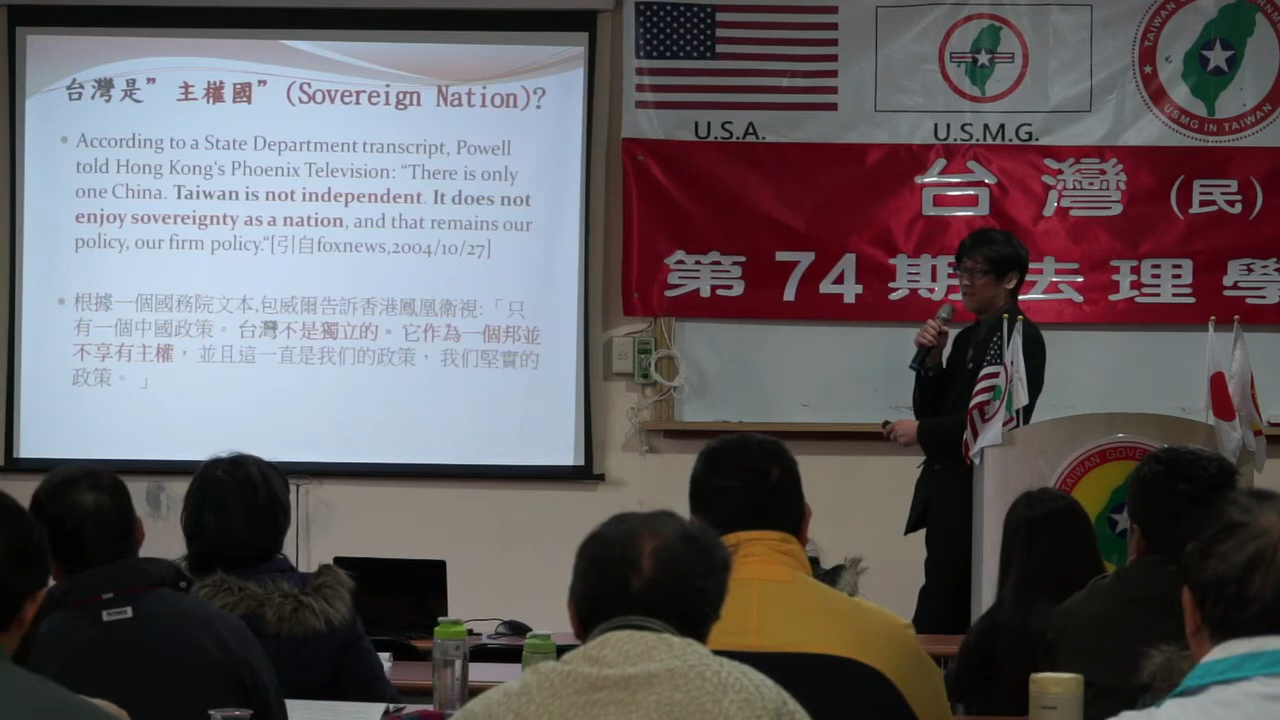 台灣是”主權國”(Sovereign Nation)?
• According to a State Department transcript, Powell
told Hong Kong's Phoenix Television: “There is only
one China. Taiwan is not independent. It does not
enjoy sovereignty as a nation, and that remains our
policy, our firm policy.“[引自foxnews,2004/10/27]
• 根據一個國務院文本,包威爾告訴香港鳳凰衛視:「只
有一個中國政策。 台灣不是獨立的。 它作為一個邦並
不享有主權, 並且這一直是我们的政策, 我們堅實的
政策。 」
U.S.A.
U.S.M.G.
USMG IN TAIWAN
台灣(民)
第74期法理學
TAIWAN GOVER